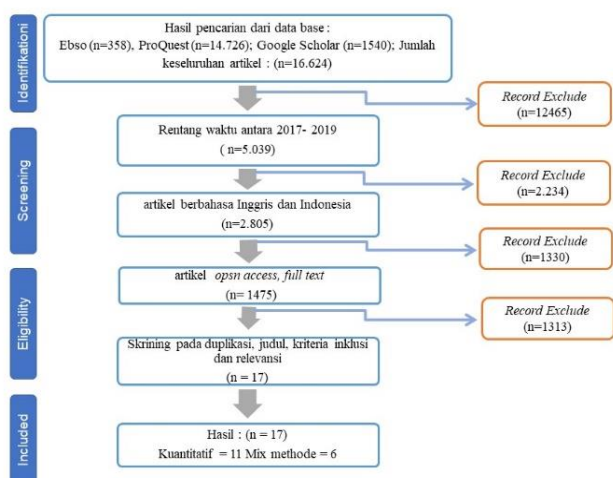 Identifikationi
Hasil pencarian dari data base :
Ebso (n=358), ProQuest (n=14.726); Google Scholar (n=1540); Jumlah
keseluruhan artikel : (n=16.624)
Record Exclude
(n=12465)
Screening
Rentang waktu antara 2017- 2019
( n=5.039)
Record Exclude
(n=2.234)
artikel berbahasa Inggris dan Indonesia
(n=2.805)
Record Exclude
(n=1330)
Eligibility
artikel opsn access, full text
(n= 1475)
Record Exclude
(n=1313)
Skrining pada duplikasi, judul, kriteria inklusi
dan relevansi
(n = 17)
Included
Hasil : (n = 17)
Kuantitatif = 11 Mix methode = 6